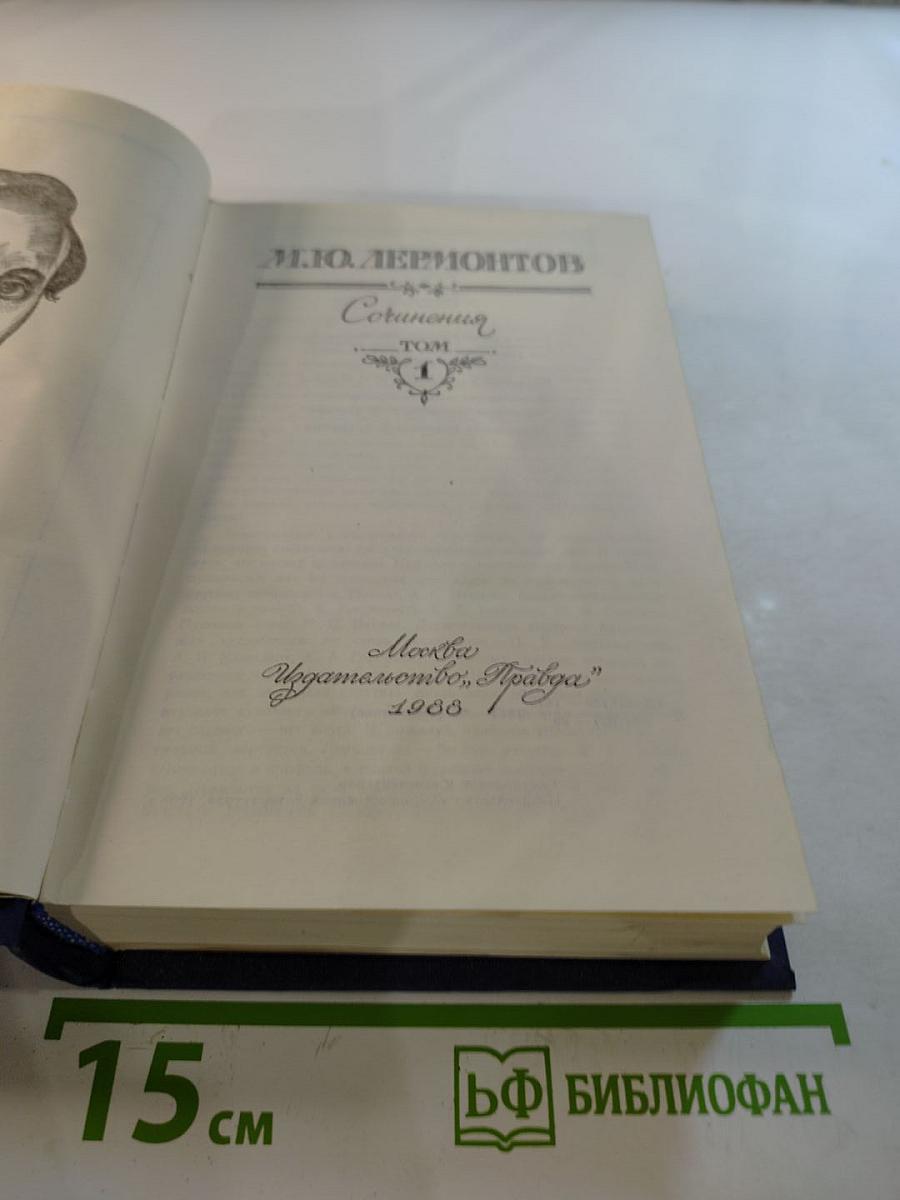 М.Ю. ЛЕРМОНТОВ
Сочинения
ТОМ
1
Москва
Издательство „Правда”
1988
15 см
ЬФ БИБЛИОФАН